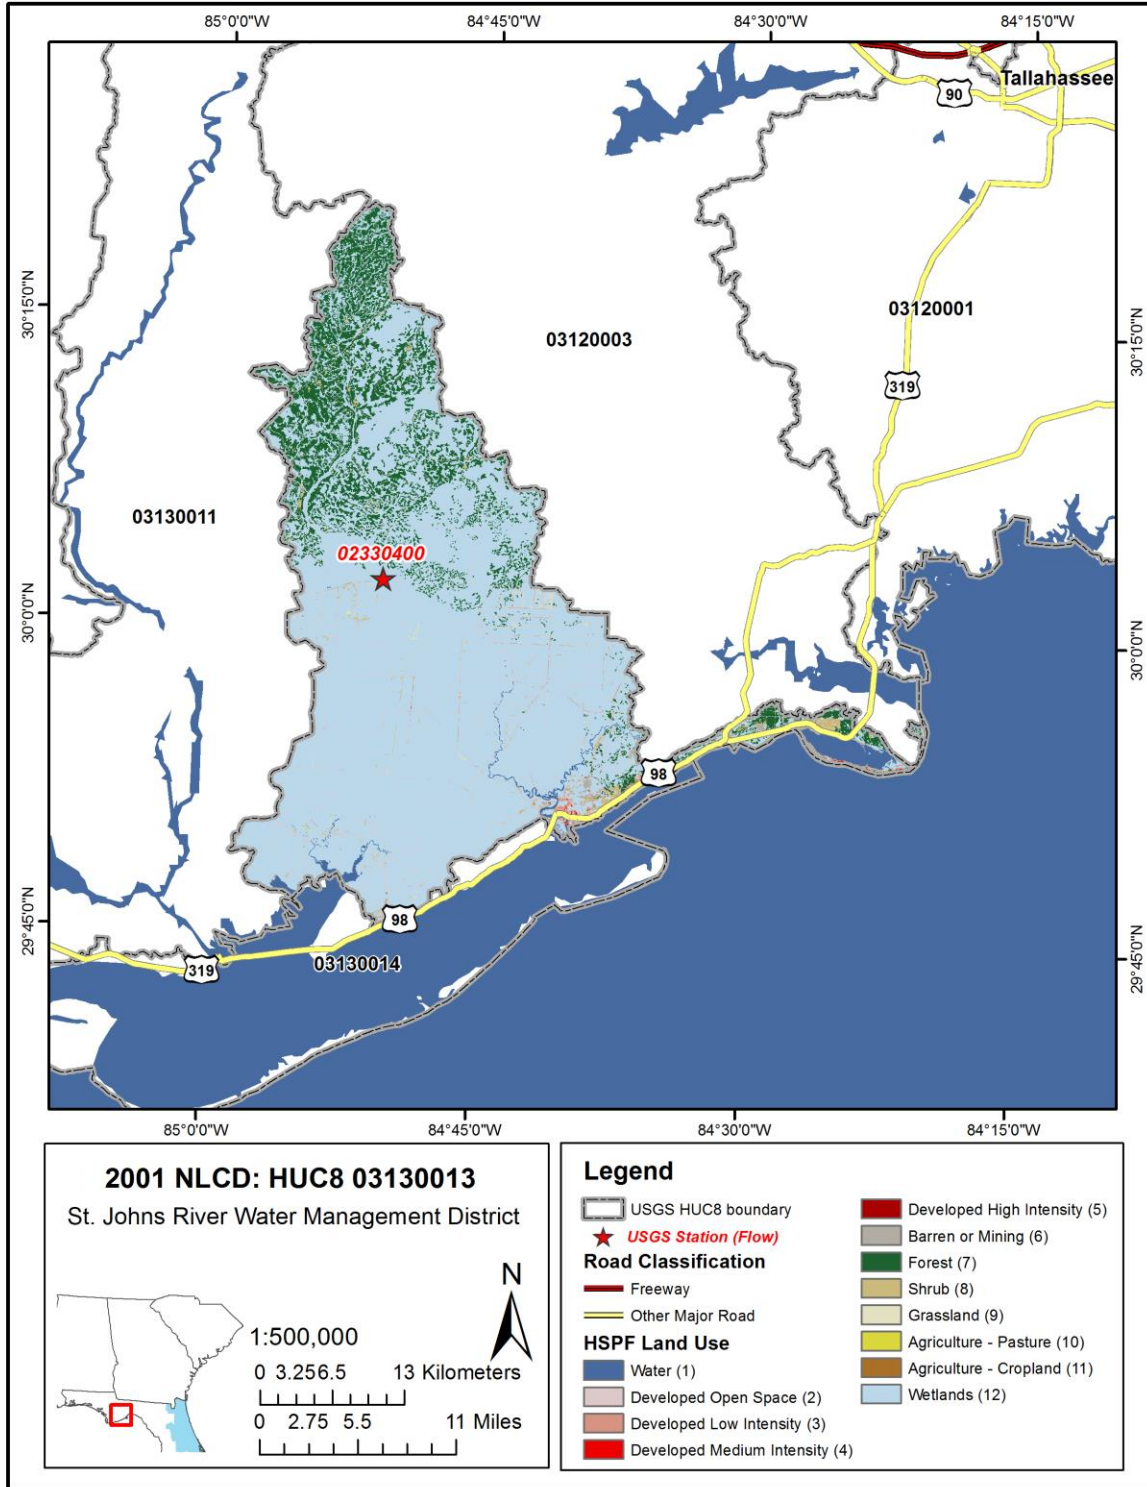 85°0'0"W
84°45'0"W
84°30'0"W
84°15'0"W
Tallahassee
90
30°15'0"N
03120003
03120001
30°15'0"N
319
03130011
02330400
30°0'0"N
30°0'0"N
98
98
29°45'0"N
319
03130014
29°45'0"N
85°0'0"W
84°45'0"W
84°30'0"W
84°15'0"W
2001 NLCD: HUC8 03130013
St. Johns River Water Management District
N
1:500,000
0 3.256.5 13 Kilometers
0 2.75 5.5 11 Miles
Legend
USGS HUC8 boundary
USGS Station (Flow)
Road Classification
Freeway
Other Major Road
HSPF Land Use
Water (1)
Developed Open Space (2)
Developed Low Intensity (3)
Developed Medium Intensity (4)
Developed High Intensity (5)
Barren or Mining (6)
Forest (7)
Shrub (8)
Grassland (9)
Agriculture - Pasture (10)
Agriculture - Cropland (11)
Wetlands (12)